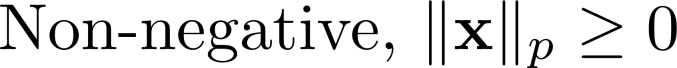 Non-negative, ‖𝐱‖ₚ ≥ 0